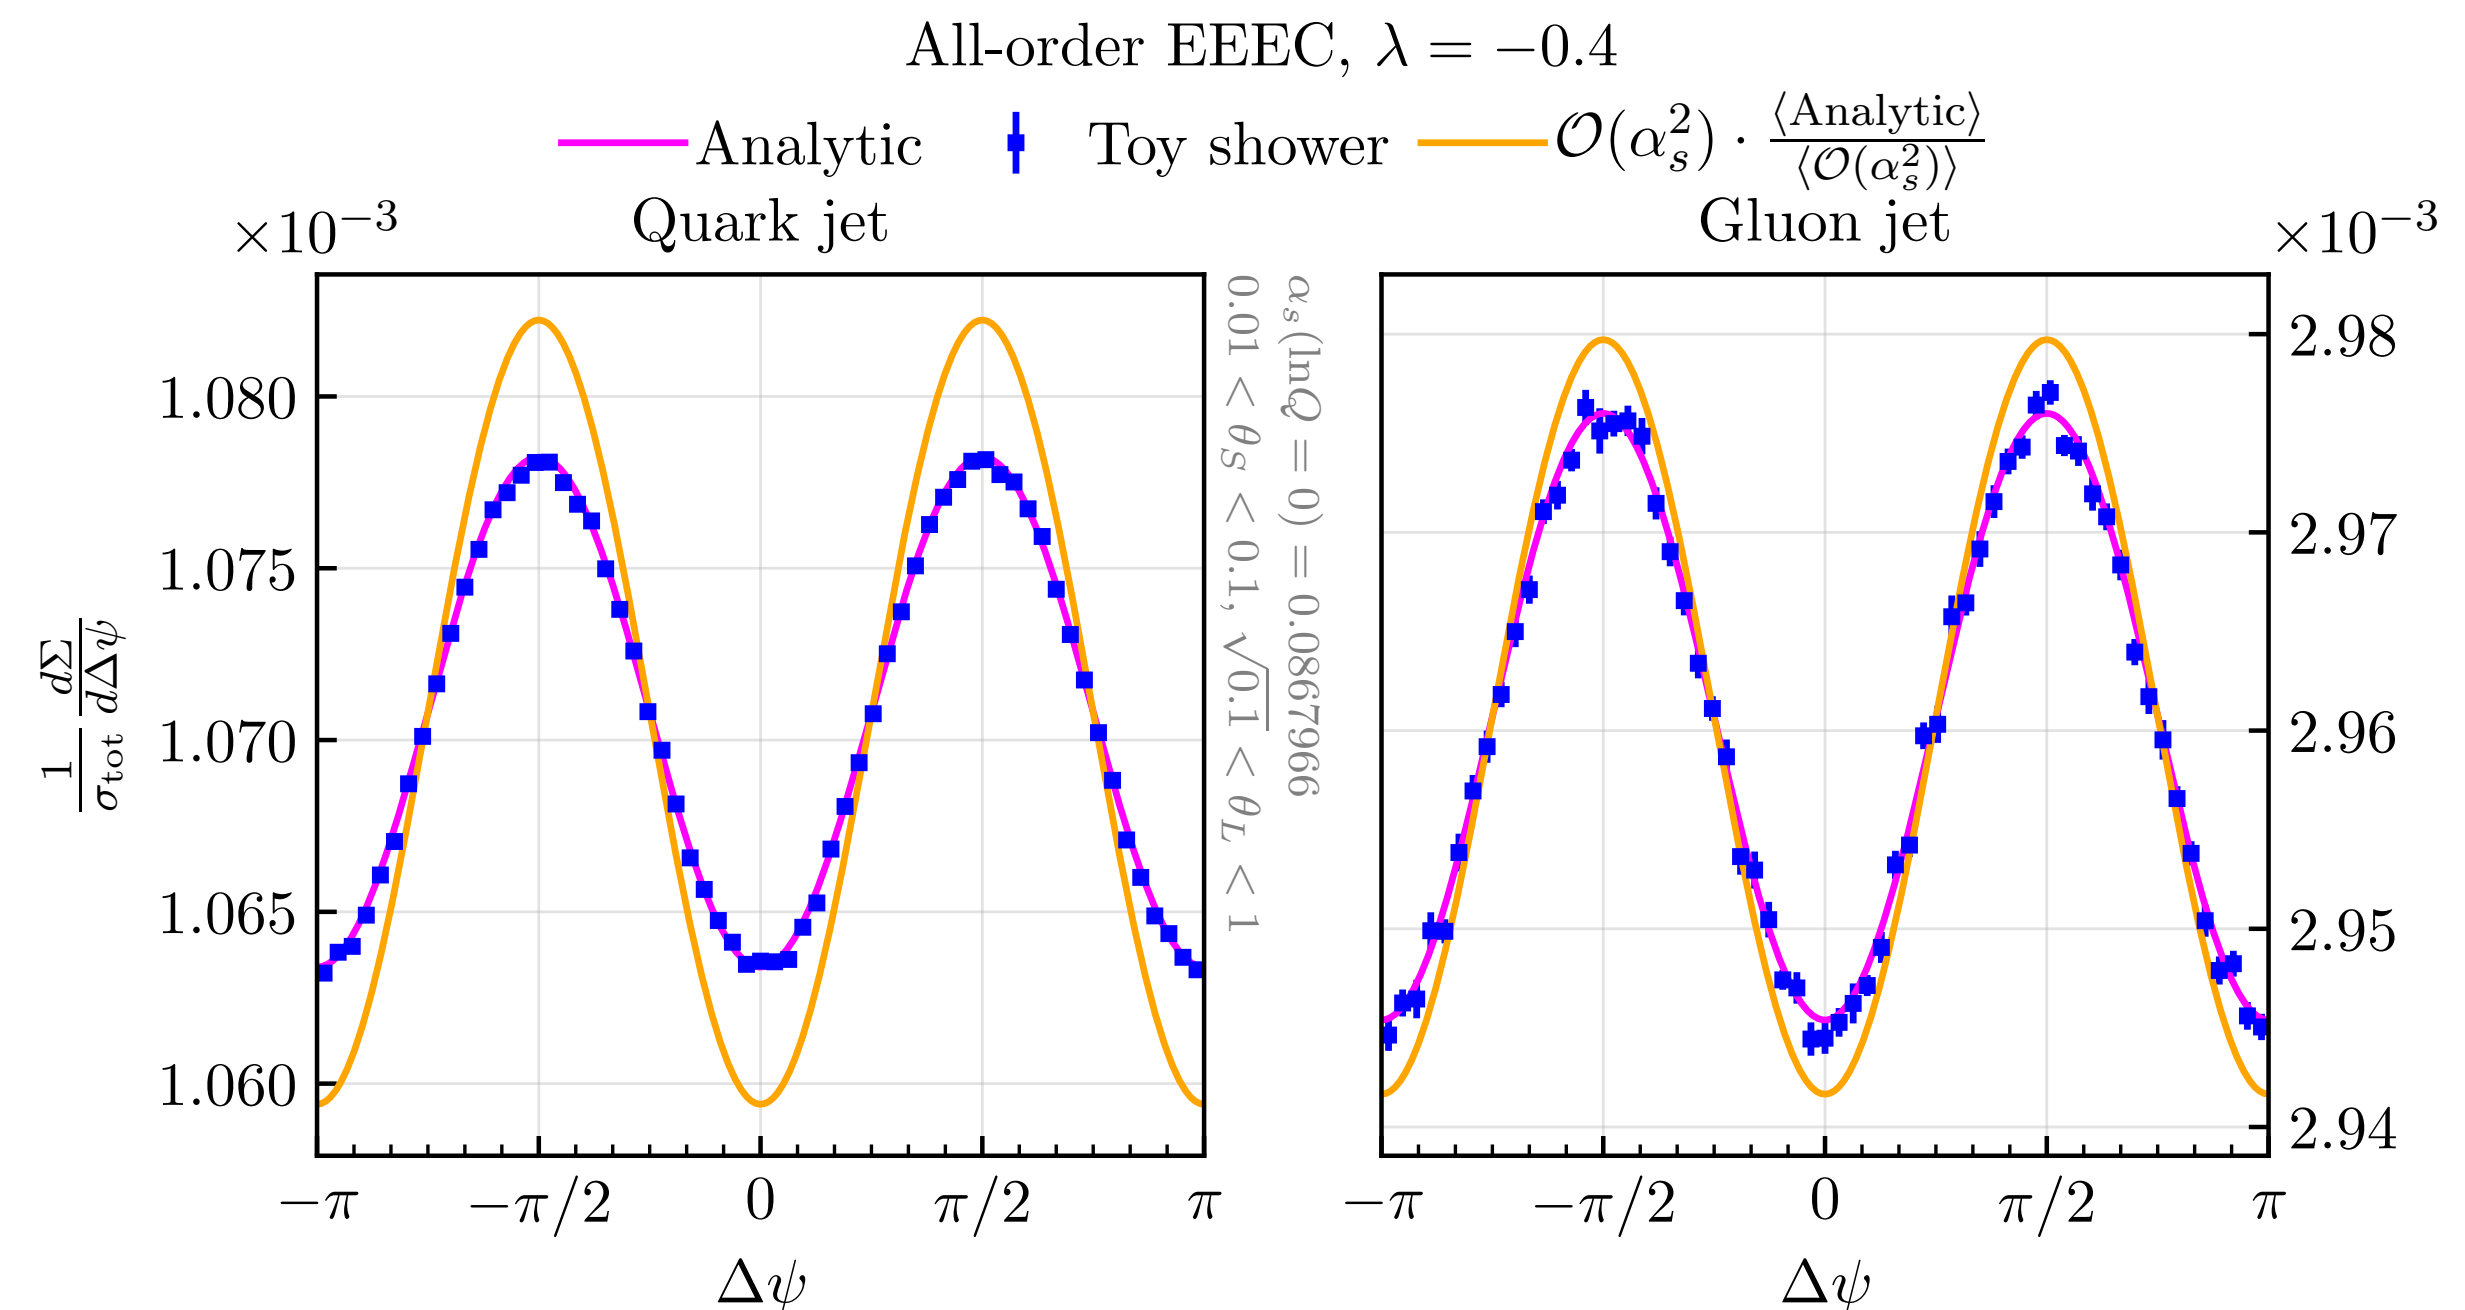 All-order EEEC, λ = −0.4
Analytic
Toy shower
𝒪(α_s^2) · ⟨Analytic⟩/⟨𝒪(α_s^2)⟩
×10^−3
Quark jet
1.080
1.075
1.070
1.065
1.060
1/σ_tot dΣ/dΔψ
−π
−π/2
0
π/2
π
Δψ
α_s(lnQ = 0) = 0.0867966
0.01 < θ_S < 0.1, √0.1 < θ_L < 1
Gluon jet
×10^−3
2.98
2.97
2.96
2.95
2.94
−π
−π/2
0
π/2
π
Δψ